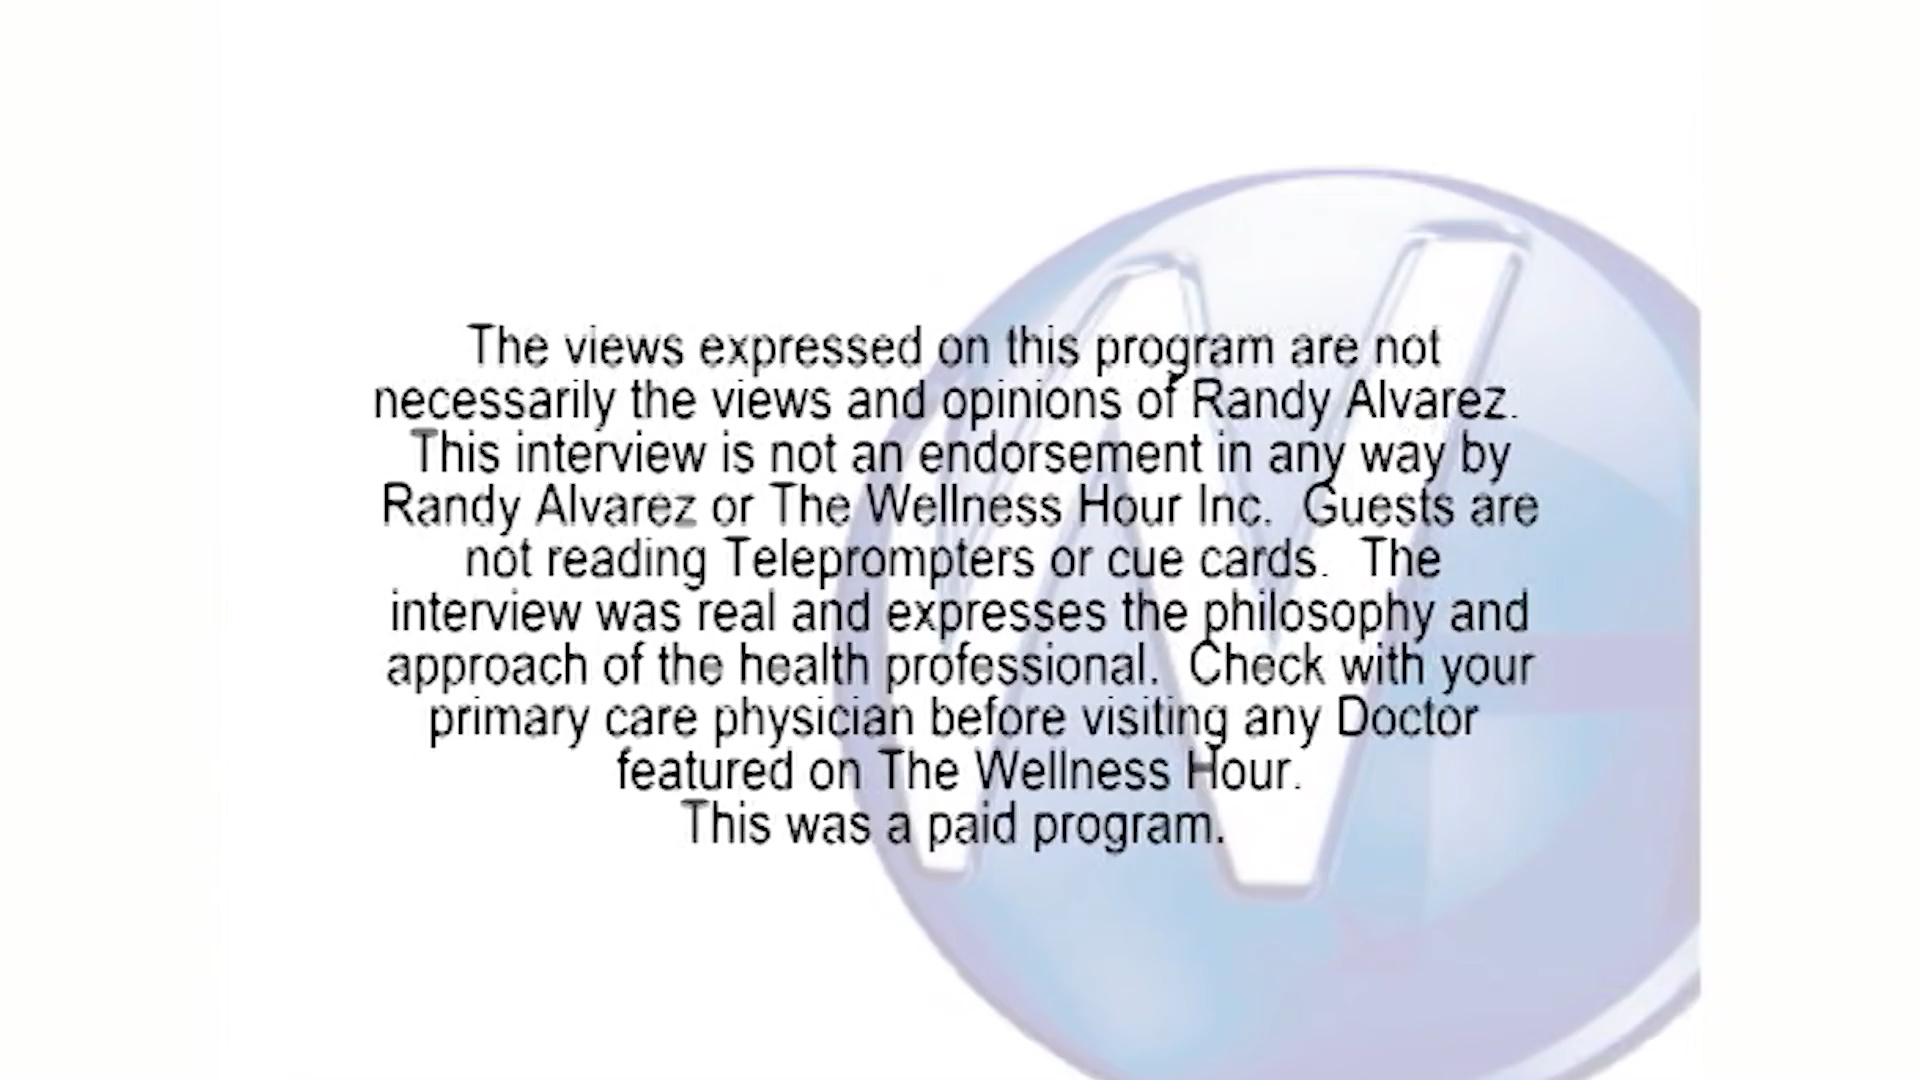 The views expressed on this program are not
necessarily the views and opinions of Randy Alvarez.
This interview is not an endorsement in any way by
Randy Alvarez or The Wellness Hour Inc.  Guests are
not reading Teleprompters or cue cards.  The
interview was real and expresses the philosophy and
approach of the health professional.  Check with your
primary care physician before visiting any Doctor
featured on The Wellness Hour.
This was a paid program.